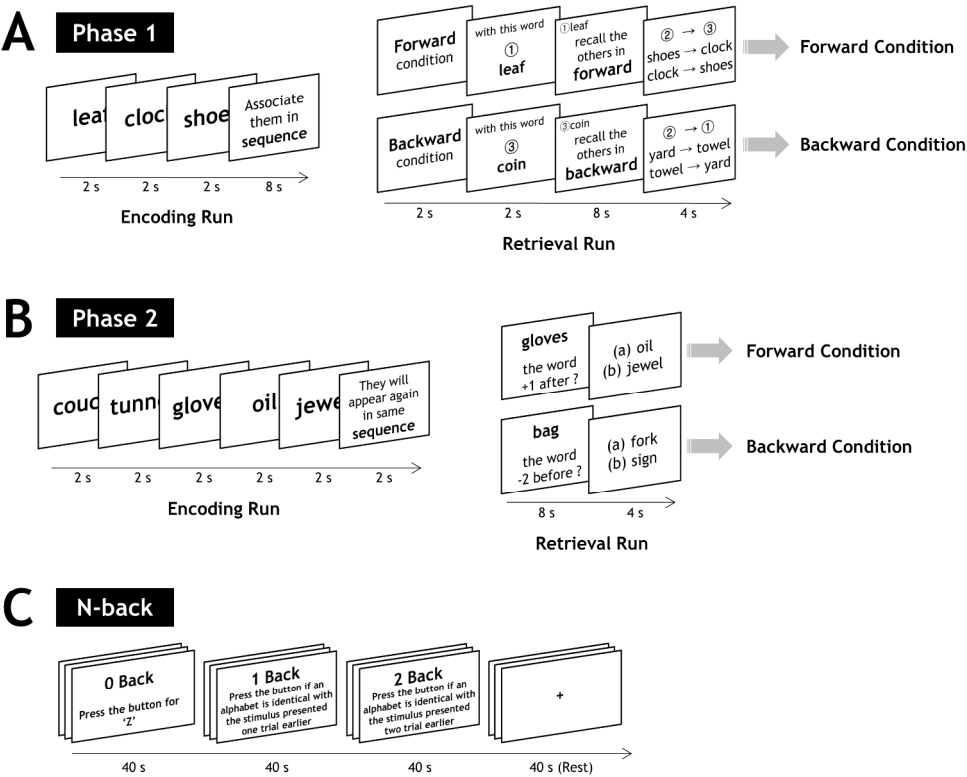 A
Phase 1
leaf
cloc
shoe
Associate
them in
sequence
2 s
2 s
2 s
8 s
Encoding Run
Forward
condition
with this word
①
leaf
①leaf
recall the
others in
forward
② → ③
shoes → clock
clock → shoes
Forward Condition
Backward
condition
with this word
③
coin
③coin
recall the
others in
backward
② → ①
yard → towel
towel → yard
Backward Condition
2 s
2 s
8 s
4 s
Retrieval Run
B
Phase 2
couc
tunn
glove
oil
jewe
They will
appear again
in same
sequence
2 s
2 s
2 s
2 s
2 s
2 s
Encoding Run
gloves
the word
+1 after ?
(a) oil
(b) jewel
Forward Condition
bag
the word
-2 before ?
(a) fork
(b) sign
Backward Condition
8 s
4 s
Retrieval Run
C
N-back
0 Back
Press the button for
‘Z’
1 Back
Press the button if an
alphabet is identical with
the stimulus presented
one trial earlier
2 Back
Press the button if an
alphabet is identical with
the stimulus presented
two trial earlier
+
40 s
40 s
40 s
40 s (Rest)